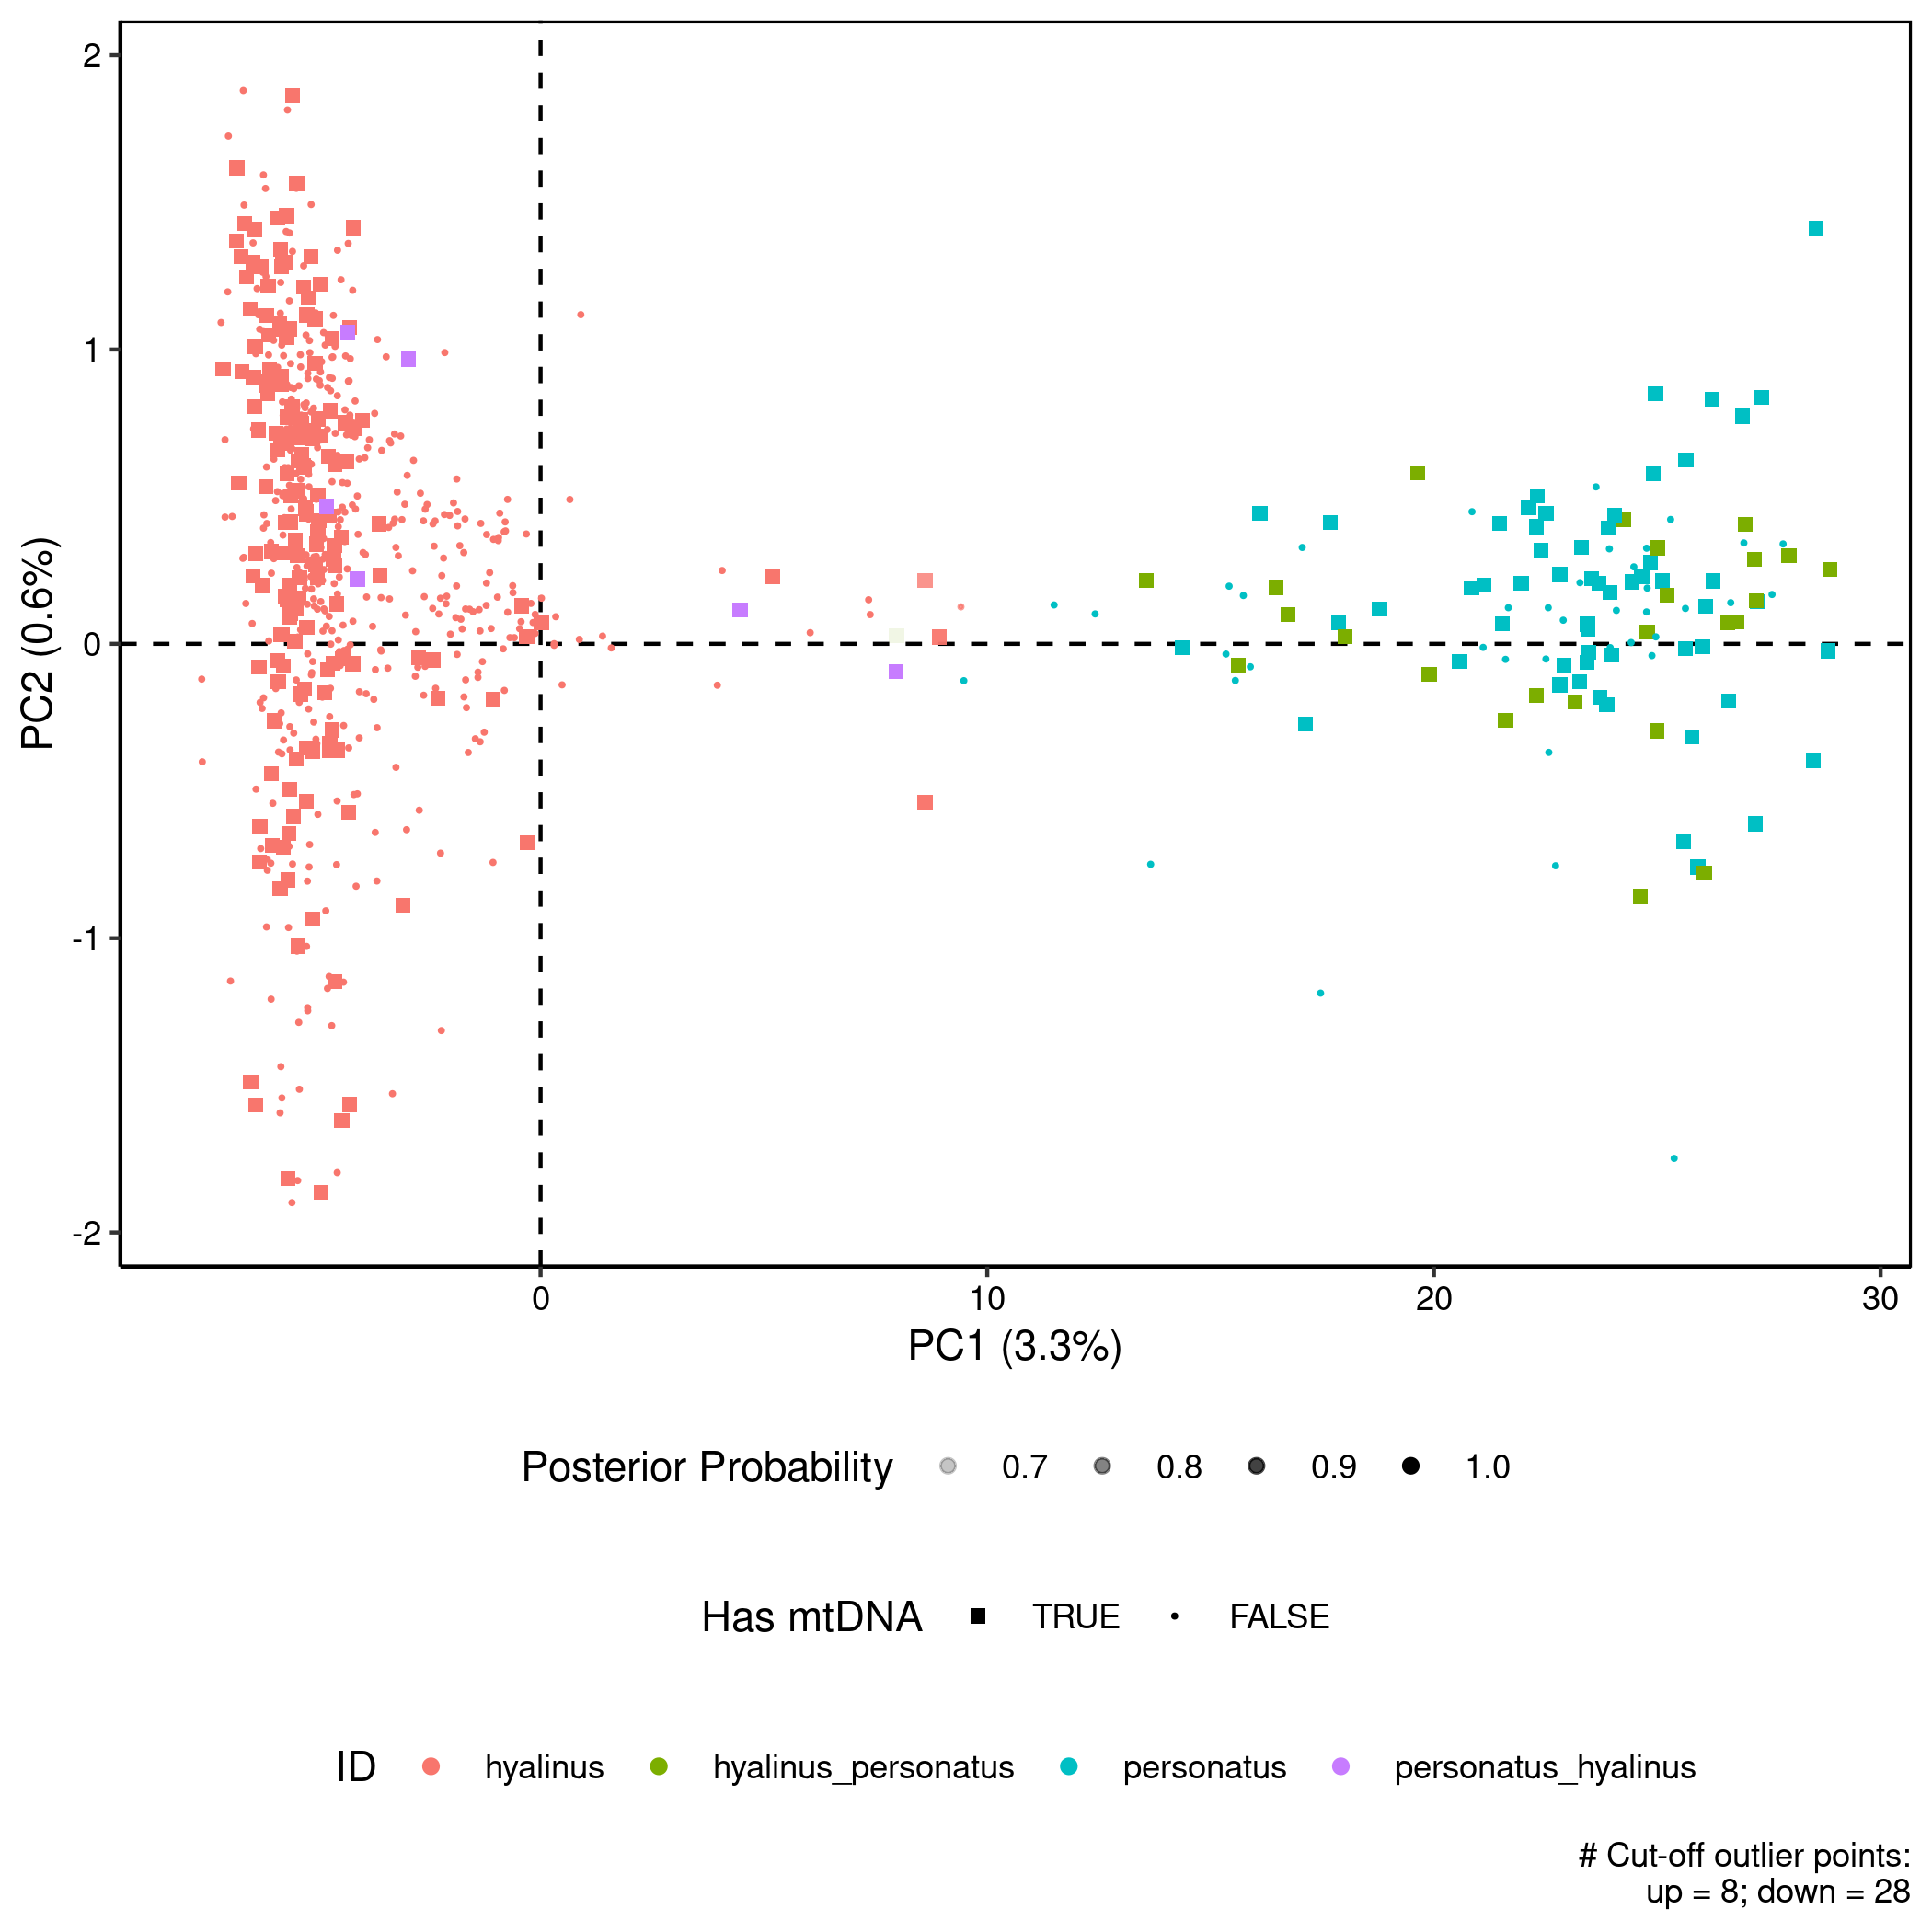 2
1
0
-1
-2
PC2 (0.6%)
0 10 20 30
PC1 (3.3%)
Posterior Probability 0.7 0.8 0.9 1.0
Has mtDNA TRUE FALSE
ID hyalinus hyalinus_personatus personatus personatus_hyalinus
# Cut-off outlier points:
up = 8; down = 28